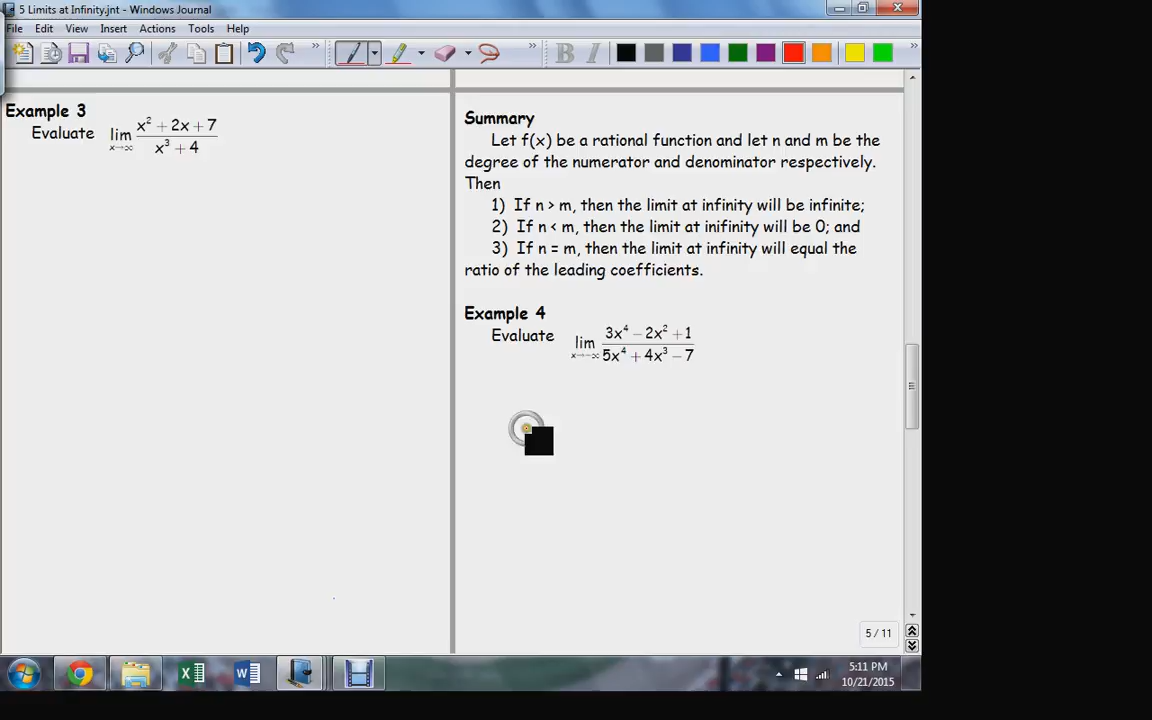 5 Limits at Infinity.jnt - Windows Journal
File Edit View Insert Actions Tools Help
» » B I »
Example 3
Evaluate lim x→∞ (x² + 2x + 7)/(x³ + 4)
Summary
Let f(x) be a rational function and let n and m be the
degree of the numerator and denominator respectively.
Then
1) If n > m, then the limit at infinity will be infinite;
2) If n < m, then the limit at inifinity will be 0; and
3) If n = m, then the limit at infinity will equal the
ratio of the leading coefficients.
Example 4
Evaluate lim x→-∞ (3x⁴ - 2x² + 1)/(5x⁴ + 4x³ - 7)
5 / 11
5:11 PM
10/21/2015